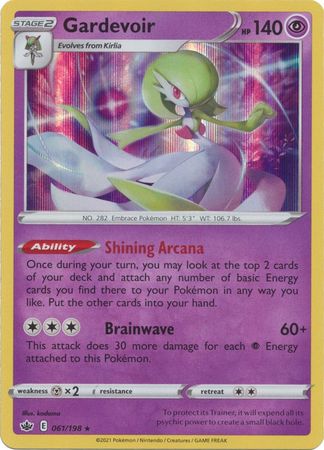 STAGE 2
Gardevoir
HP 140
Evolves from Kirlia
NO. 282 Embrace Pokémon HT: 5'3" WT: 106.7 lbs.
Ability Shining Arcana
Once during your turn, you may look at the top 2 cards
of your deck and attach any number of basic Energy
cards you find there to your Pokémon in any way you
like. Put the other cards into your hand.
Brainwave 60+
This attack does 30 more damage for each Energy
attached to this Pokémon.
weakness ×2 resistance retreat
Illus. kodama
E 061/198 ★
To protect its Trainer, it will expend all its
psychic power to create a small black hole.
©2021 Pokémon / Nintendo / Creatures / GAME FREAK